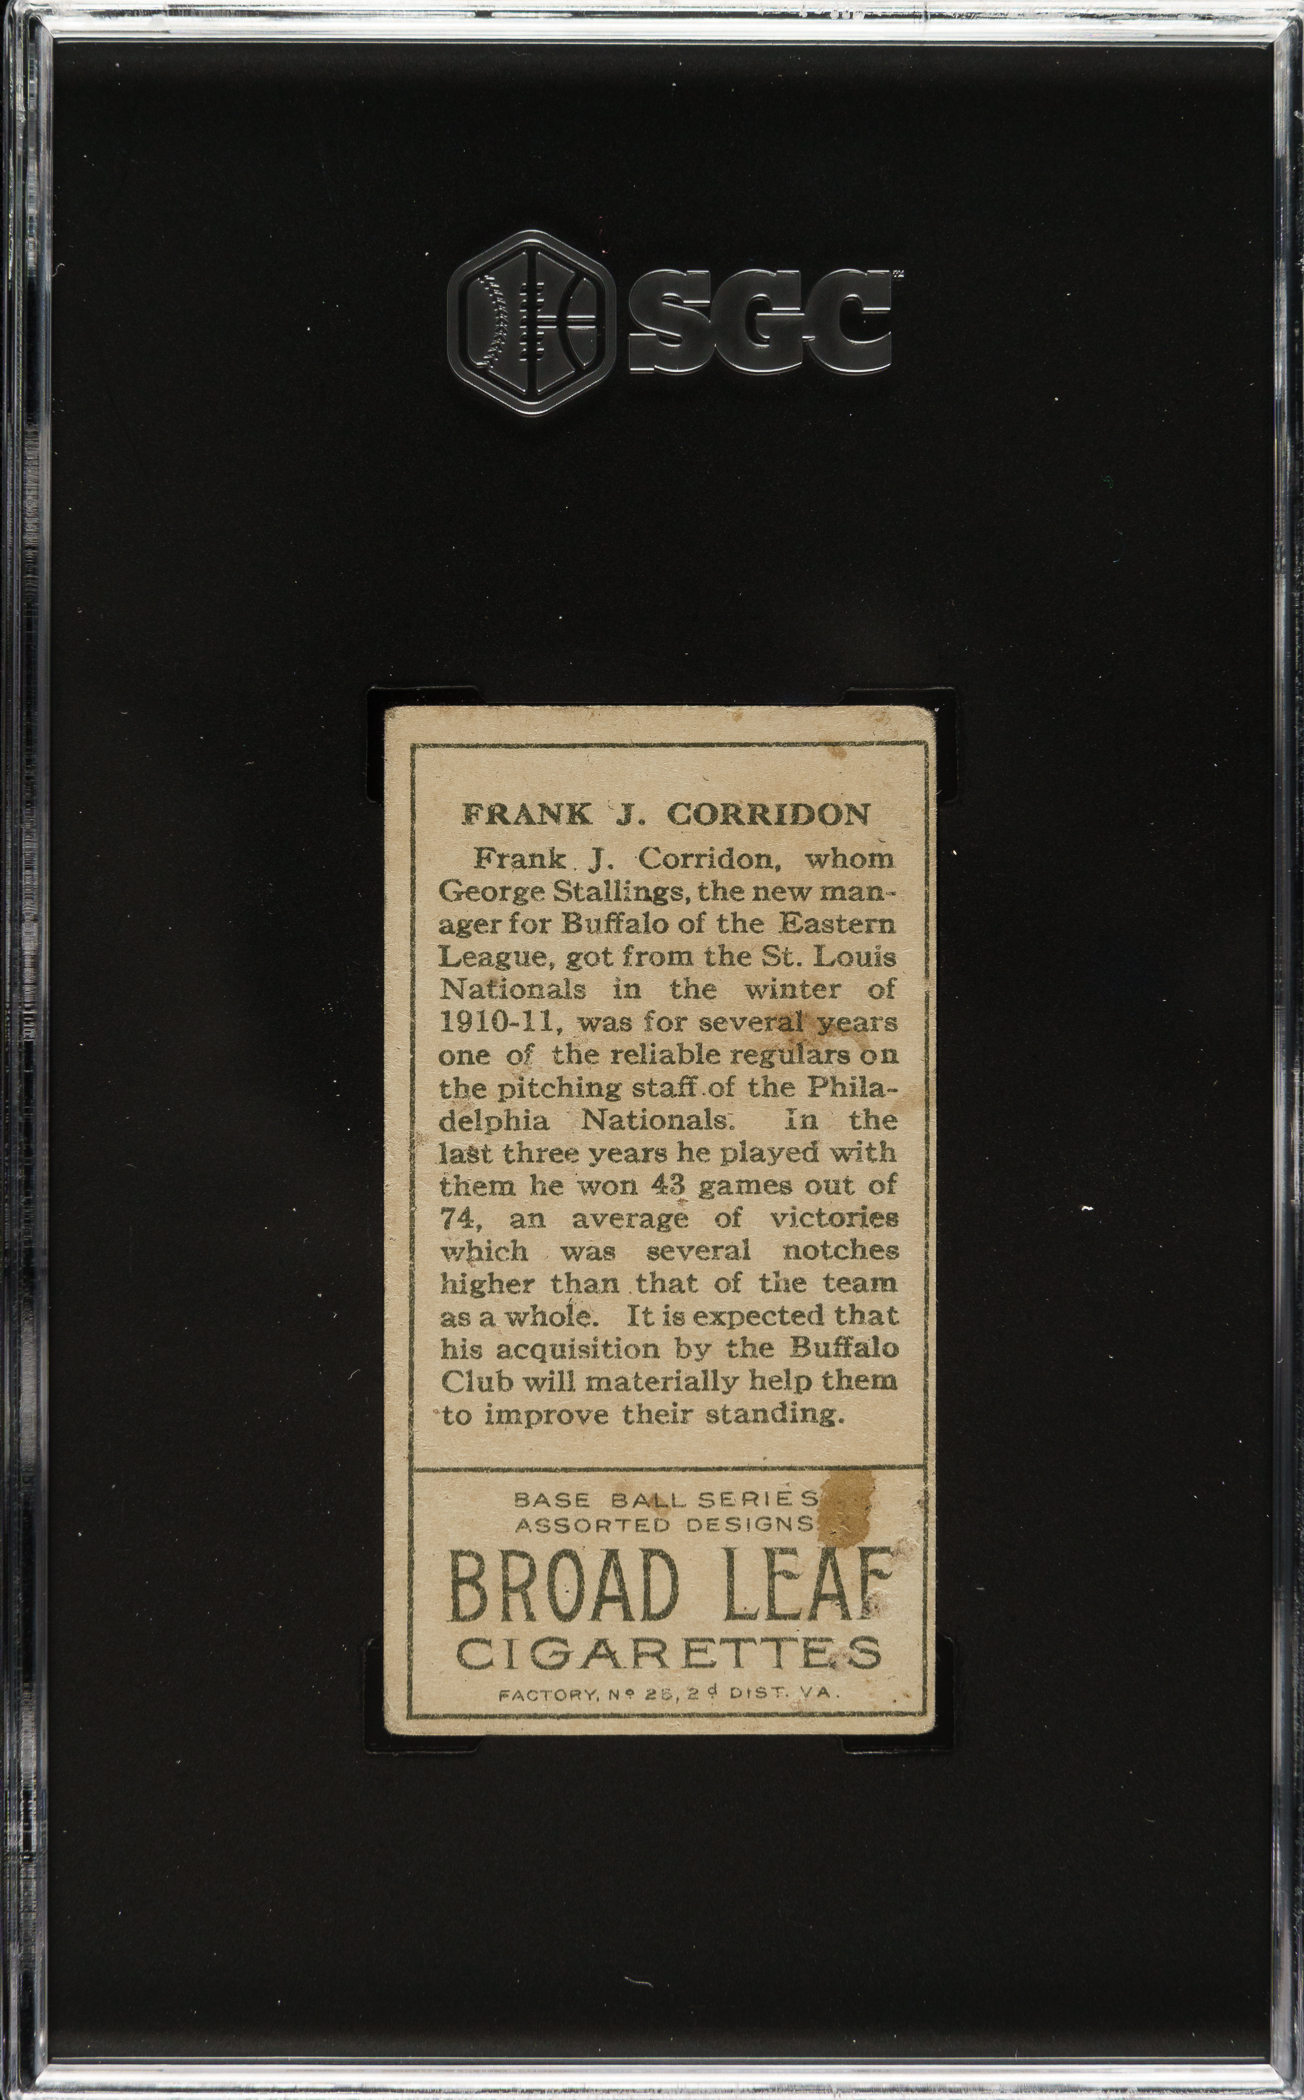 SGC™
FRANK J. CORRIDON
Frank J. Corridon, whom
George Stallings, the new man-
ager for Buffalo of the Eastern
League, got from the St. Louis
Nationals in the winter of
1910-11, was for several years
one of the reliable regulars on
the pitching staff of the Phila-
delphia Nationals. In the
last three years he played with
them he won 43 games out of
74, an average of victories
which was several notches
higher than that of the team
as a whole. It is expected that
his acquisition by the Buffalo
Club will materially help them
to improve their standing.
BASE BALL SERIES
ASSORTED DESIGNS
BROAD LEAF
CIGARETTES
FACTORY, Nº 25, 2d DIST. VA.